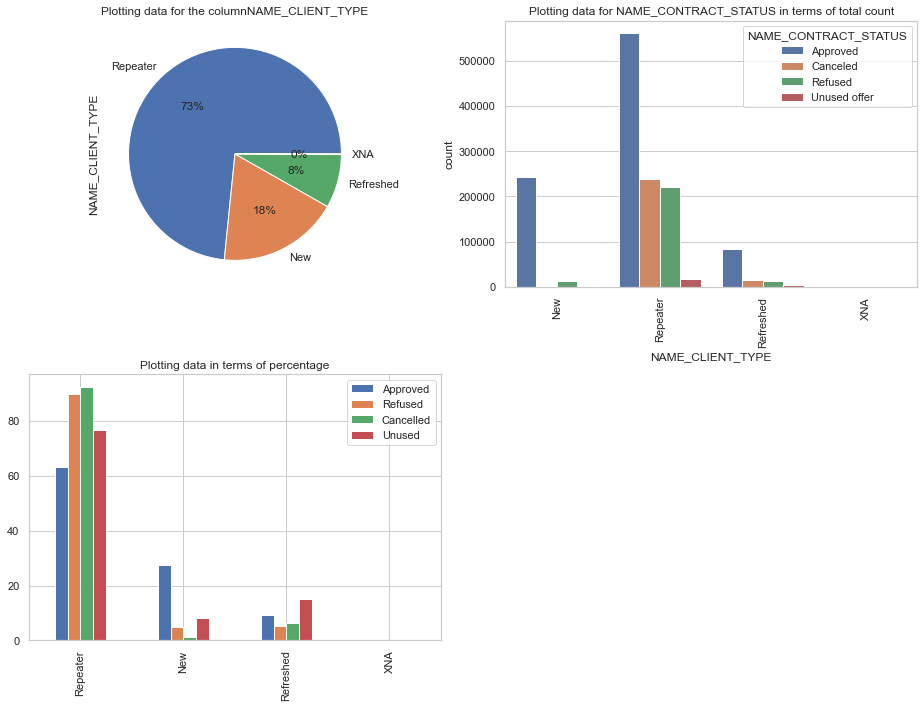 Plotting data for the columnNAME_CLIENT_TYPE
Repeater
73%
NAME_CLIENT_TYPE
0%
XNA
8%
Refreshed
18%
New
Plotting data for NAME_CONTRACT_STATUS in terms of total count
NAME_CONTRACT_STATUS
Approved
Canceled
Refused
Unused offer
500000
400000
300000
200000
100000
0
count
New
Repeater
Refreshed
XNA
NAME_CLIENT_TYPE
Plotting data in terms of percentage
Approved
Refused
Cancelled
Unused
80
60
40
20
0
Repeater
New
Refreshed
XNA